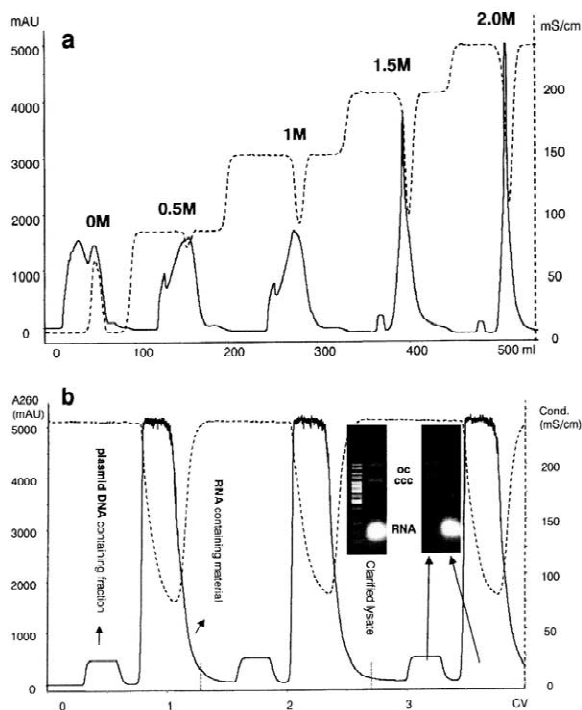 mAU
a
mS/cm
5000
4000
3000
2000
1000
0
0M
0.5M
1M
1.5M
2.0M
200
150
100
50
0
0
100
200
300
400
500 ml
A260
(mAU)
b
Cond.
(mS/cm)
5000
4000
3000
2000
1000
0
plasmid DNA
containing fraction
RNA
containing material
oc
ccc
RNA
Clarified lysate
200
150
100
50
0
0
1
2
3
CV